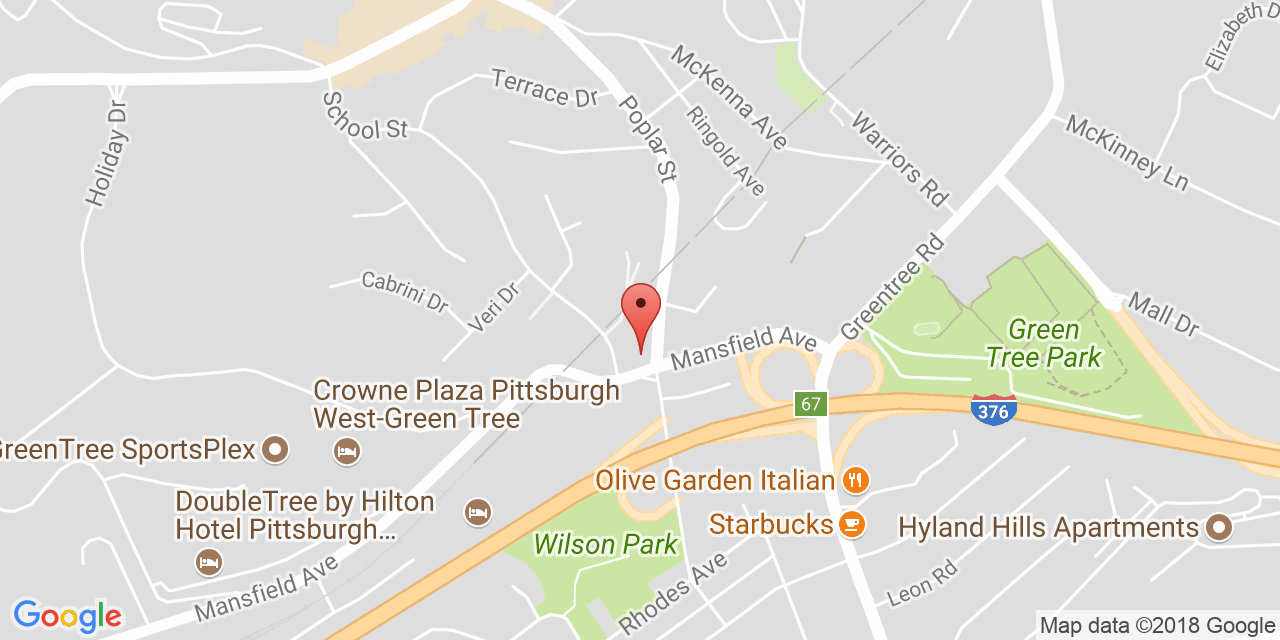 Elizabeth D
McKenna Ave
Terrace Dr
Poplar St
School St
Holiday Dr
Ringold Ave
Warriors Rd
McKinney Ln
Greentree Rd
Cabrini Dr
Veri Dr
Mall Dr
Green
Tree Park
Mansfield Ave
Crowne Plaza Pittsburgh
West-Green Tree
67
376
GreenTree SportsPlex
Olive Garden Italian
DoubleTree by Hilton
Hotel Pittsburgh...
Starbucks
Hyland Hills Apartments
Wilson Park
Mansfield Ave
Rhodes Ave
Leon Rd
Google
Map data ©2018 Google